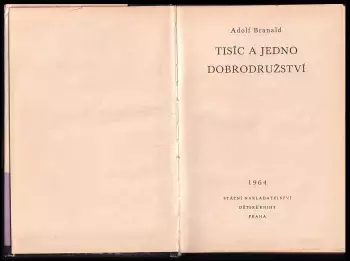 Adolf Branald
TISÍC A JEDNO
DOBRODRUŽSTVÍ
1964
STÁTNÍ NAKLADATELSTVÍ
DĚTSKÉ KNIHY
PRAHA